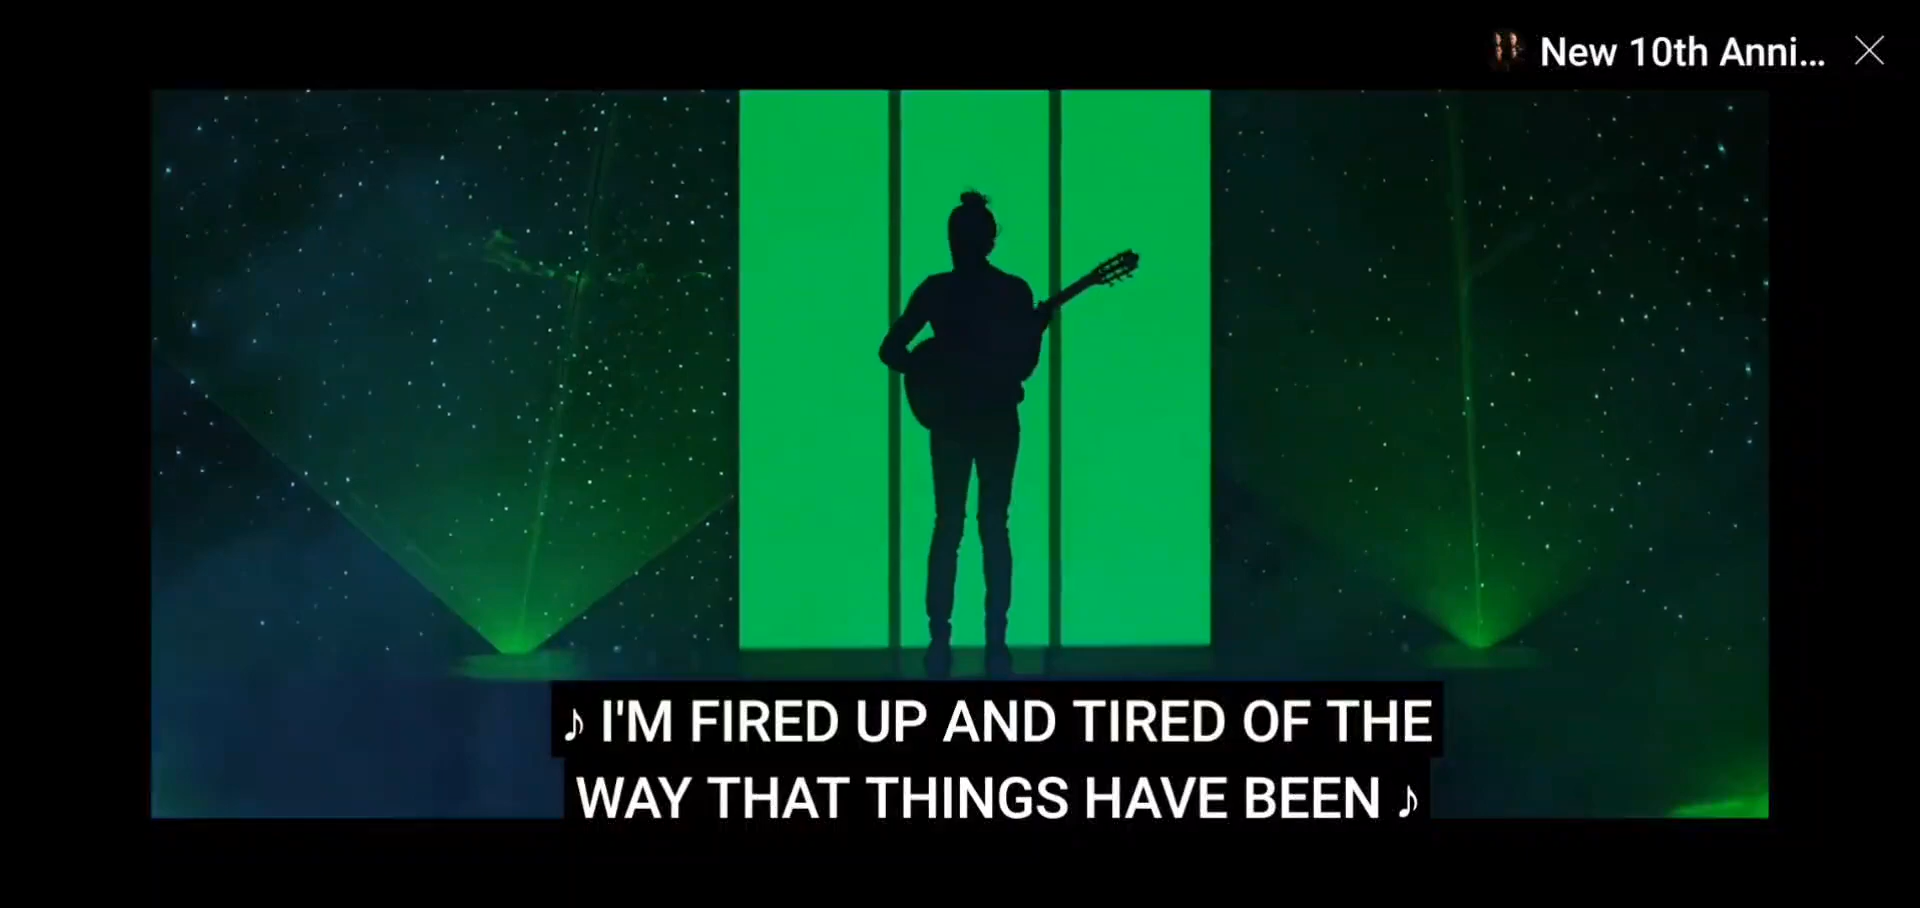 New 10th Anni...
♪ I'M FIRED UP AND TIRED OF THE
WAY THAT THINGS HAVE BEEN ♪